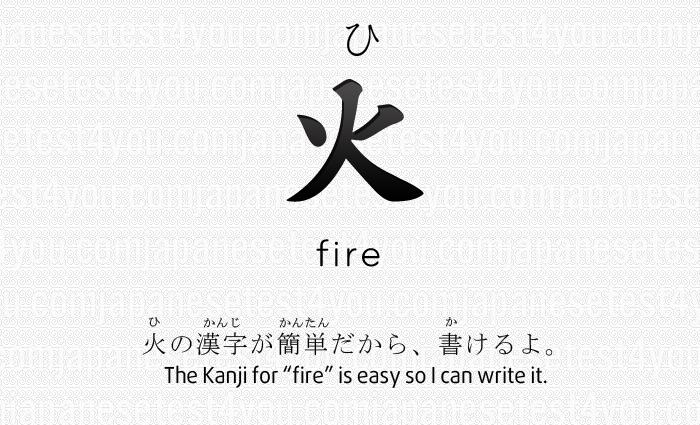 ひ
火
fire
ひ かんじ かんたん か
火の漢字が簡単だから、書けるよ。
The Kanji for “fire” is easy so I can write it.